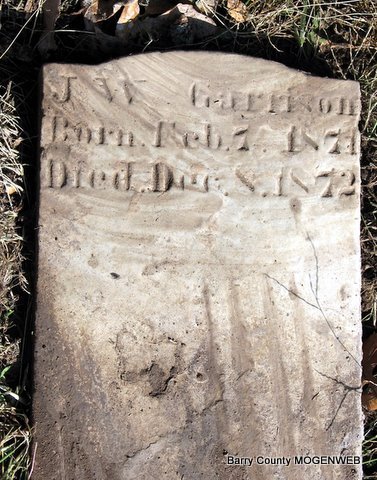 J W Garrison
Born. Feb. 7 1871
Died. Dec. 8. 1872
Barry County MOGENWEB